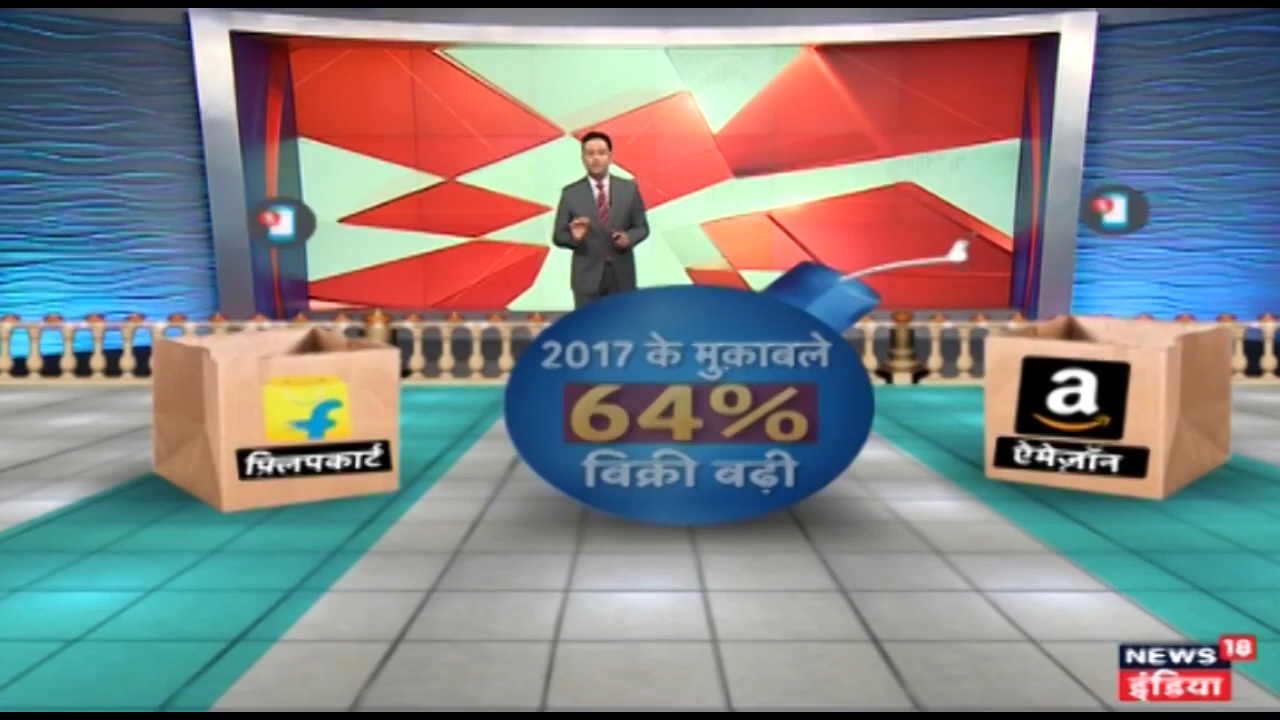 2017 के मुक़ाबले
64%
विक्री बढ़ी
फ़्लिपकार्ट
a
ऐमेज़ॉन
NEWS 18
इंडिया